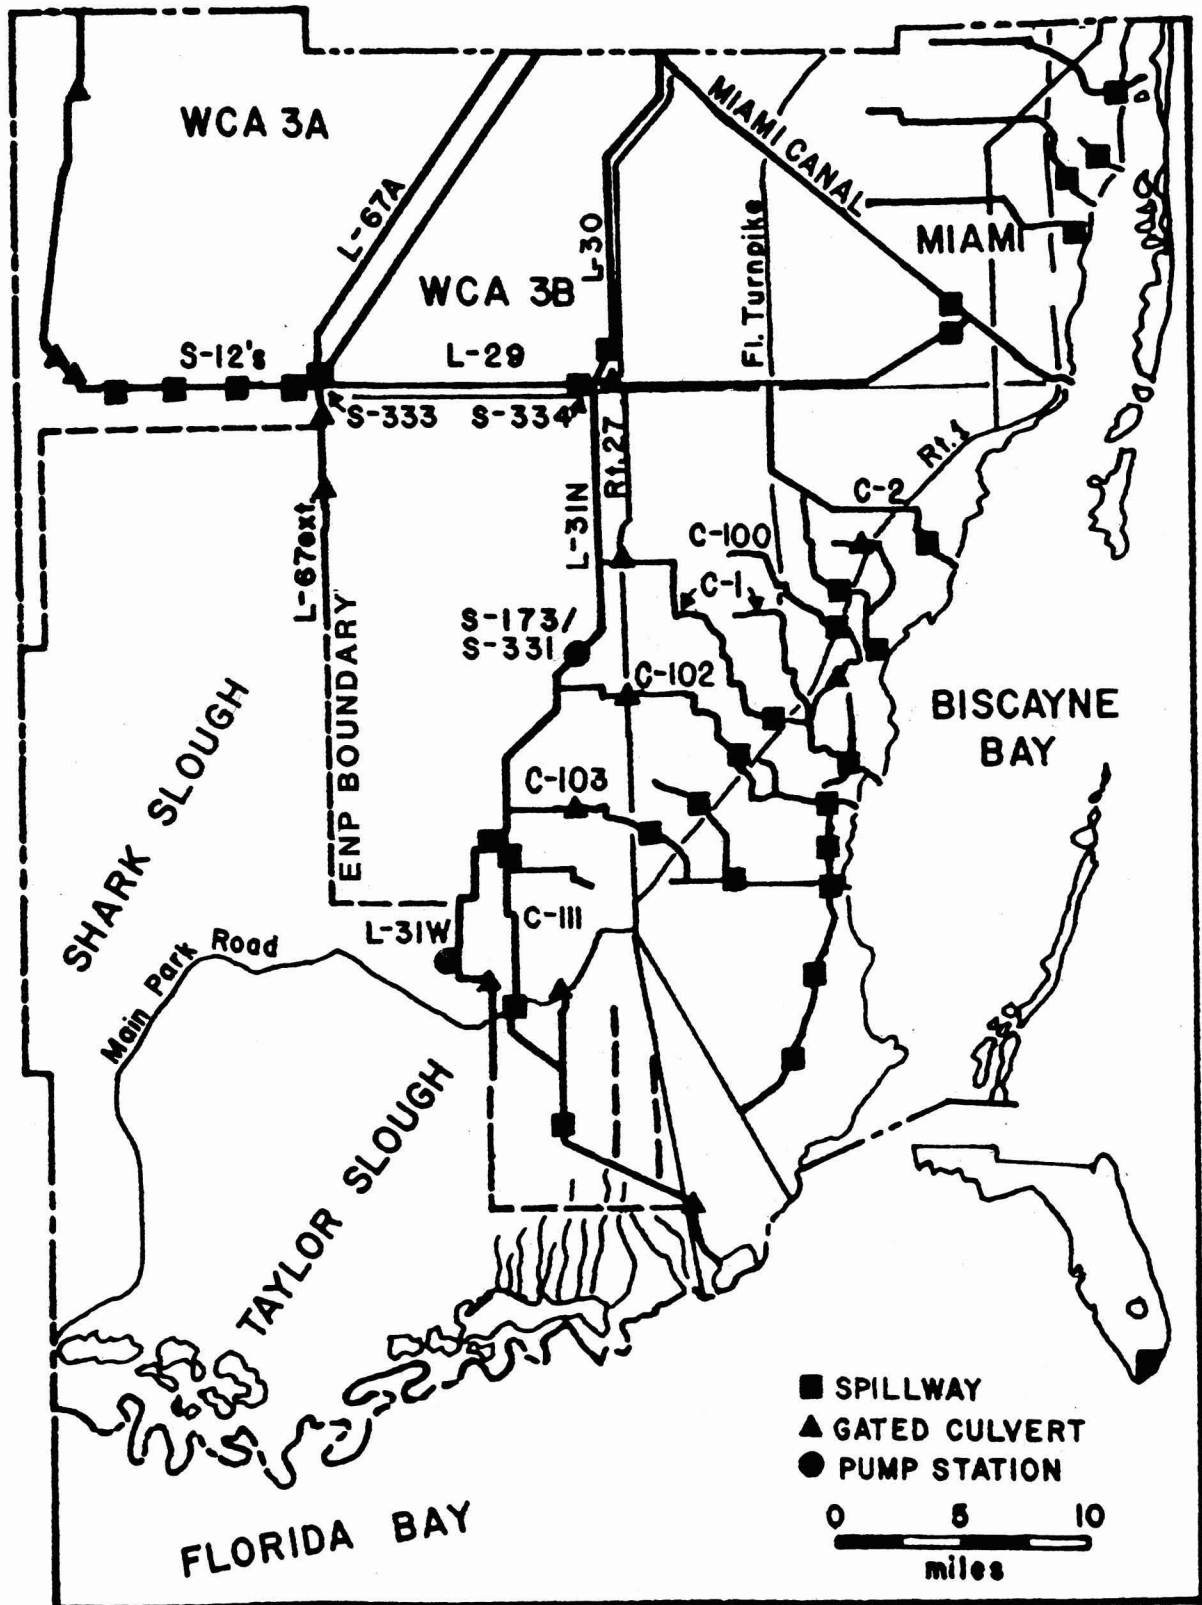 WCA 3A
L-67A
WCA 3B
L-30
MIAMI CANAL
Fl. Turnpike
MIAMI
S-12's
L-29
S-333
S-334
Rt. 27
Rt. 1
L-31N
L-67ext.
C-2
C-100
C-1
S-173/
S-331
C-102
ENP BOUNDARY
SHARK SLOUGH
BISCAYNE
BAY
C-103
C-111
L-31W
Main Park Road
TAYLOR SLOUGH
SPILLWAY
GATED CULVERT
PUMP STATION
FLORIDA BAY
0 5 10
miles